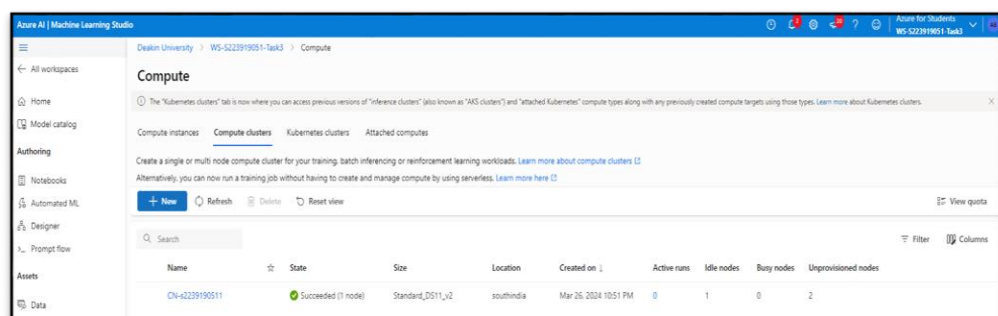 Azure AI | Machine Learning Studio
Azure for Students
WS-S223919051-Task3
Deakin University > WS-S223919051-Task3 > Compute
All workspaces
Compute
Home
The "Kubernetes clusters" tab is now where you can access previous versions of "inference clusters" (also known as "AKS clusters") and "attached Kubernetes" compute types along with any previously created compute targets using those types. Learn more about Kubernetes clusters.
Model catalog
Compute instances Compute clusters Kubernetes clusters Attached computes
Authoring
Create a single or multi node compute cluster for your training, batch inferencing or reinforcement learning workloads. Learn more about compute clusters
Notebooks
Alternatively, you can now run a training job without having to create and manage compute by using serverless. Learn more here
Automated ML
+ New Refresh Delete Reset view View quota
Designer
Prompt flow
Search Filter Columns
Assets
Name State Size Location Created on ↓ Active runs Idle nodes Busy nodes Unprovisioned nodes
Data
CN-s2239190511 Succeeded (1 node) Standard_DS11_v2 southindia Mar 26, 2024 10:51 PM 0 1 0 2